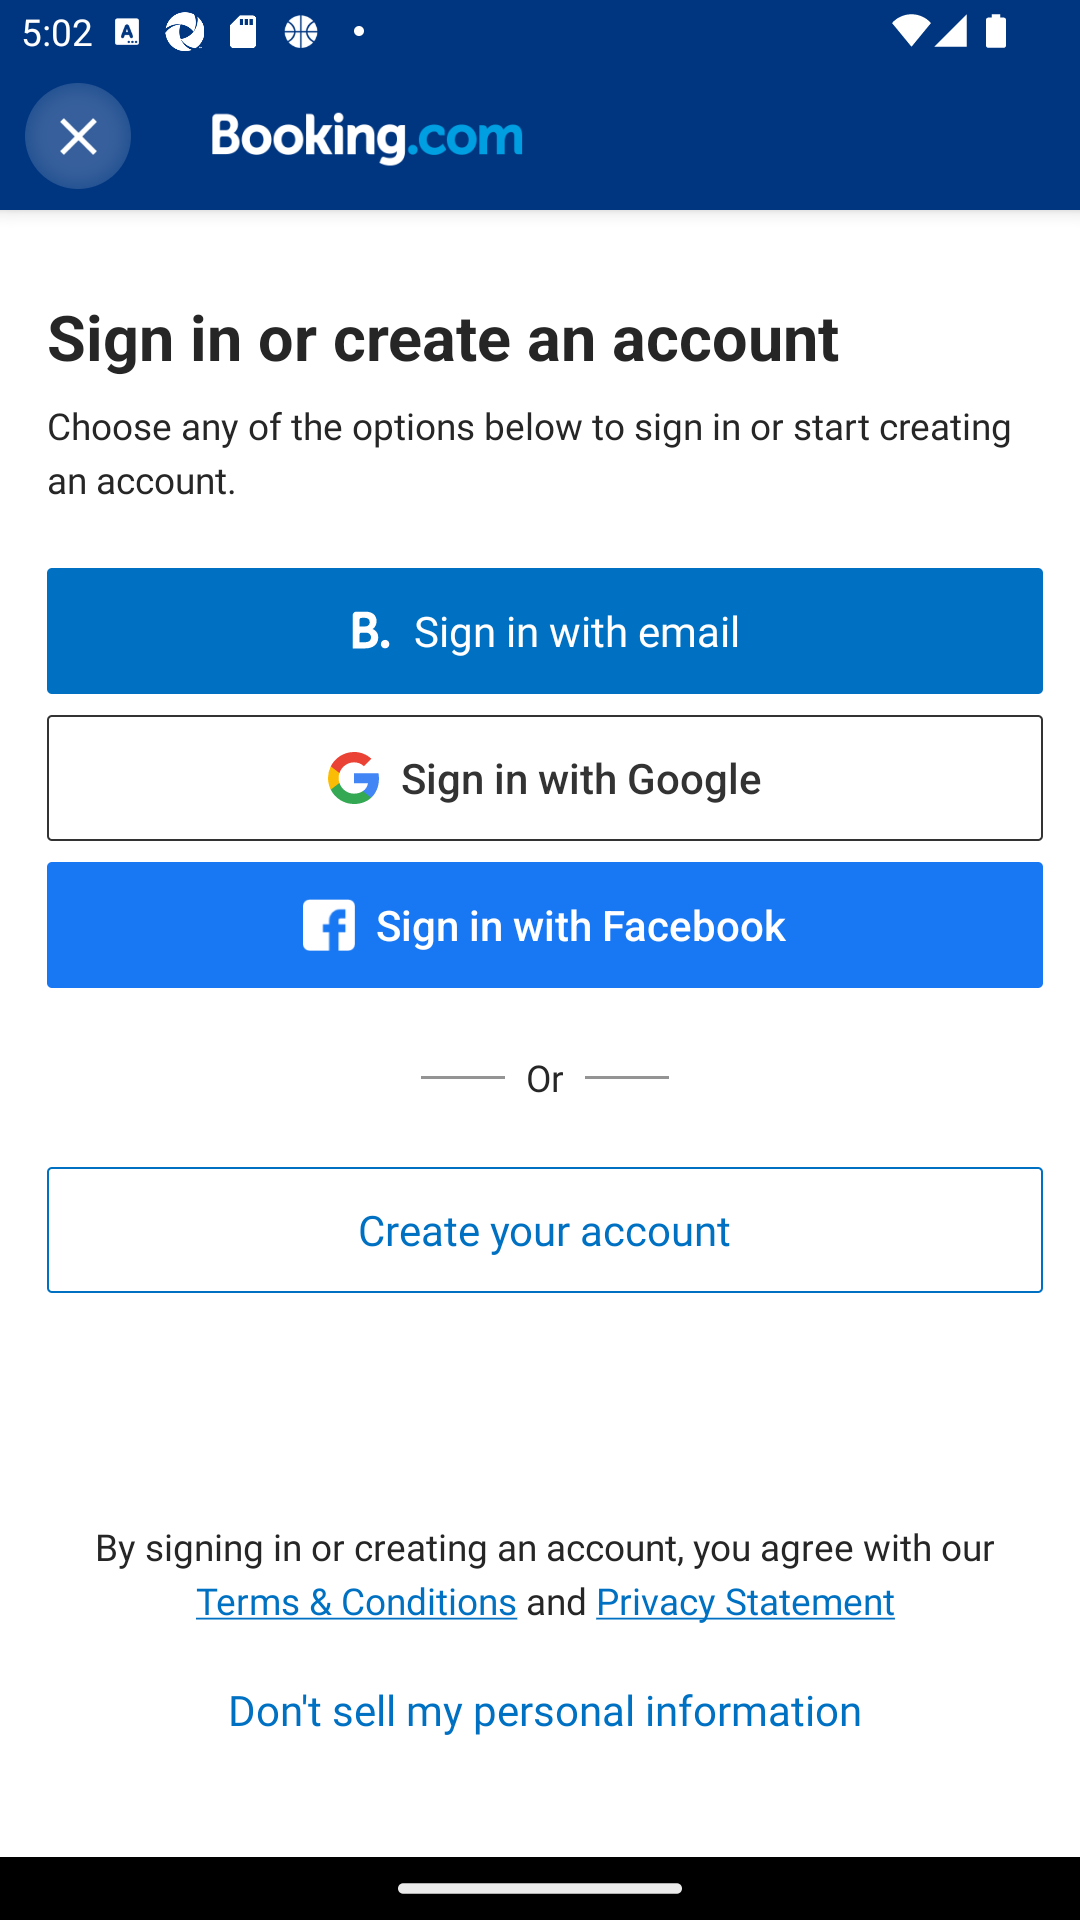 5:02
Booking.com
Sign in or create an account
Choose any of the options below to sign in or start creating
an account.
B. Sign in with email
Sign in with Google
Sign in with Facebook
Or
Create your account
By signing in or creating an account, you agree with our
Terms & Conditions and Privacy Statement
Don't sell my personal information